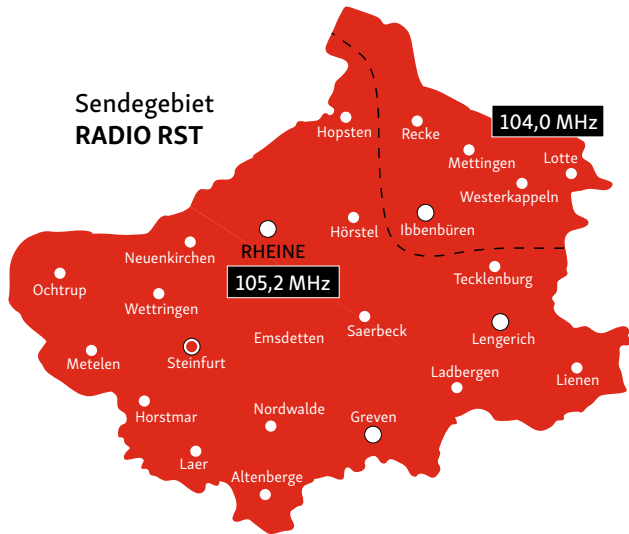 Sendegebiet
RADIO RST
104,0 MHz
Hopsten
Recke
Mettingen
Lotte
Westerkappeln
Hörstel
Ibbenbüren
RHEINE
Neuenkirchen
105,2 MHz
Tecklenburg
Ochtrup
Wettringen
Saerbeck
Emsdetten
Lengerich
Metelen
Steinfurt
Ladbergen
Lienen
Horstmar
Nordwalde
Greven
Laer
Altenberge